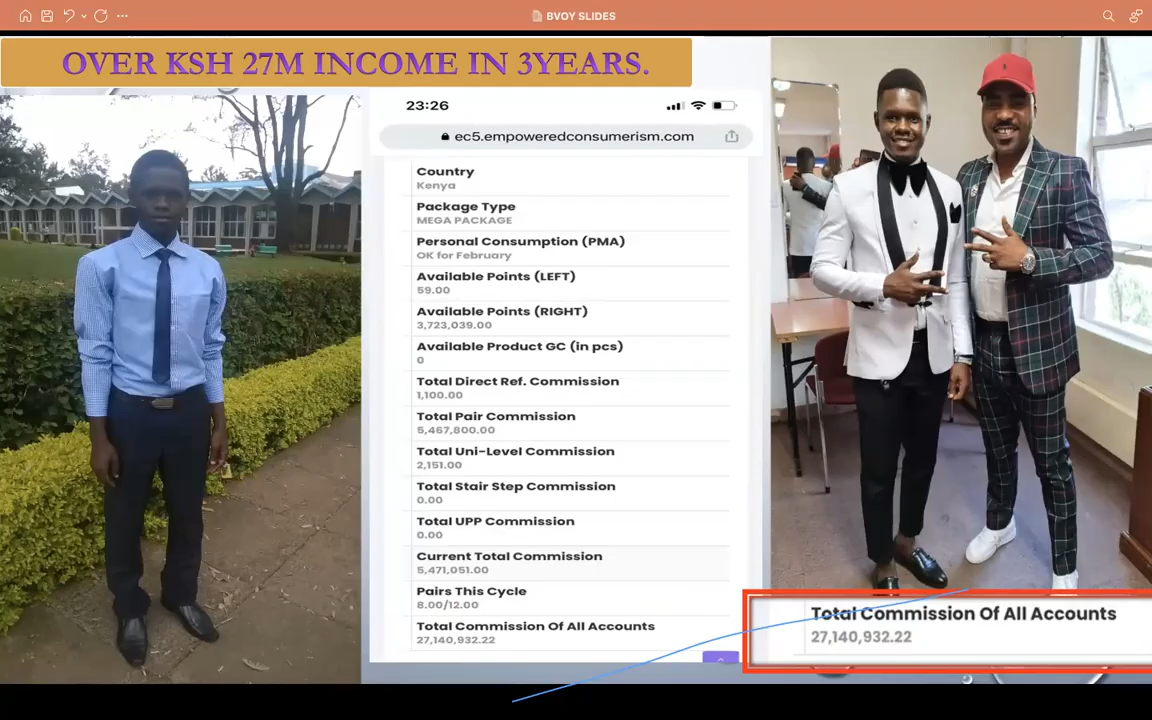 BVOY SLIDES
OVER KSH 27M INCOME IN 3YEARS.
23:26
ec5.empoweredconsumerism.com
Country
Kenya
Package Type
MEGA PACKAGE
Personal Consumption (PMA)
OK for February
Available Points (LEFT)
59.00
Available Points (RIGHT)
3,723,039.00
Available Product GC (in pcs)
0
Total Direct Ref. Commission
1,100.00
Total Pair Commission
5,467,800.00
Total Uni-Level Commission
2,151.00
Total Stair Step Commission
0.00
Total UPP Commission
0.00
Current Total Commission
5,471,051.00
Pairs This Cycle
8.00/12.00
Total Commission Of All Accounts
27,140,932.22
Total Commission Of All Accounts
27,140,932.22